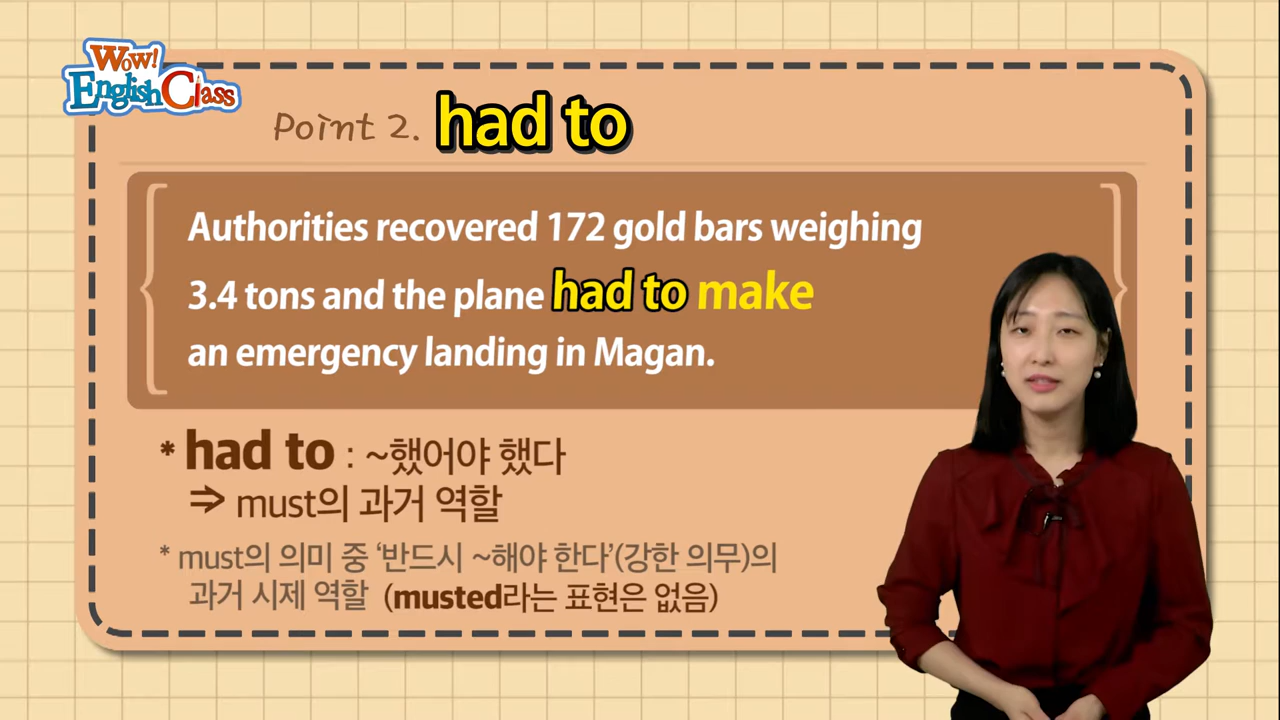 Wow!
English Class
Point 2. had to
Authorities recovered 172 gold bars weighing
3.4 tons and the plane had to make
an emergency landing in Magan.
* had to : ~했어야 했다
⇒ must의 과거 역할
* must의 의미 중 ‘반드시 ~해야 한다’(강한 의무)의
과거 시제 역할 (musted라는 표현은 없음)